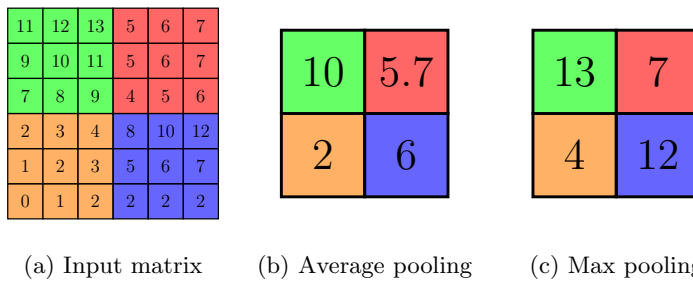 11 12 13 5 6 7
9 10 11 5 6 7
7 8 9 4 5 6
2 3 4 8 10 12
1 2 3 5 6 7
0 1 2 2 2 2
10 5.7
2 6
13 7
4 12
(a) Input matrix
(b) Average pooling
(c) Max pooling